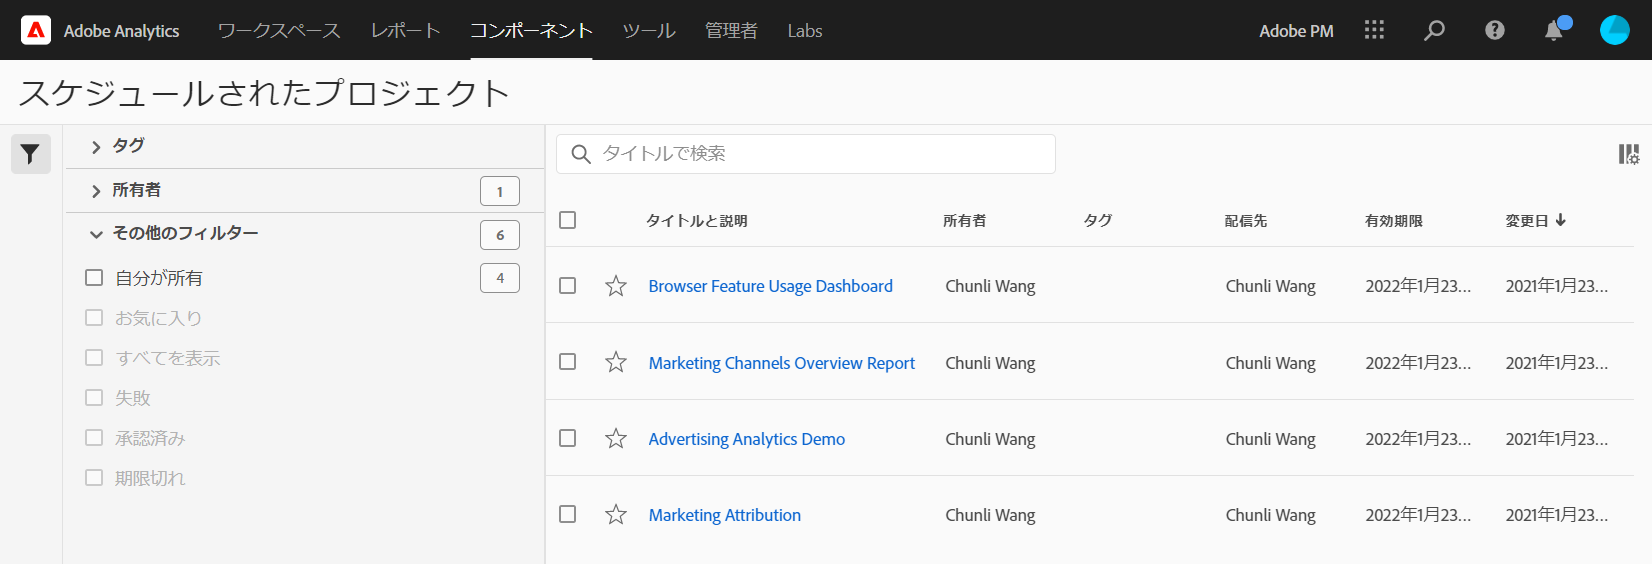 Adobe Analytics ワークスペース レポート コンポーネント ツール 管理者 Labs Adobe PM
スケジュールされたプロジェクト
タグ
所有者 1
その他のフィルター 6
自分が所有 4
お気に入り
すべてを表示
失敗
承認済み
期限切れ
タイトルで検索
タイトルと説明 所有者 タグ 配信先 有効期限 変更日
Browser Feature Usage Dashboard Chunli Wang Chunli Wang 2022年1月23... 2021年1月23...
Marketing Channels Overview Report Chunli Wang Chunli Wang 2022年1月23... 2021年1月23...
Advertising Analytics Demo Chunli Wang Chunli Wang 2022年1月23... 2021年1月23...
Marketing Attribution Chunli Wang Chunli Wang 2022年1月23... 2021年1月23...